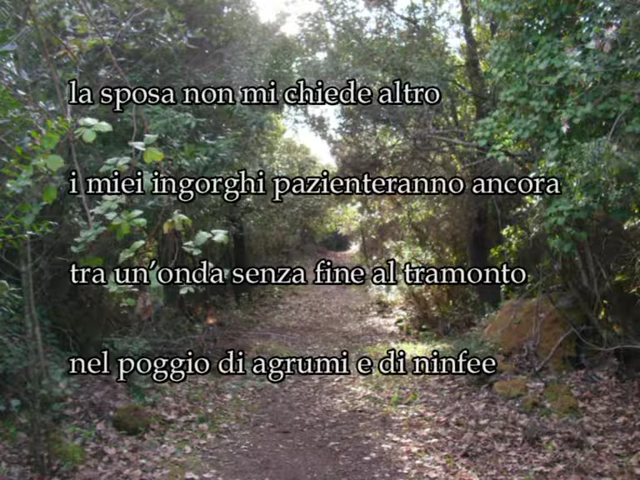 la sposa non mi chiede altro
i miei ingorghi pazienteranno ancora
tra un'onda senza fine al tramonto
nel poggio di agrumi e di ninfee